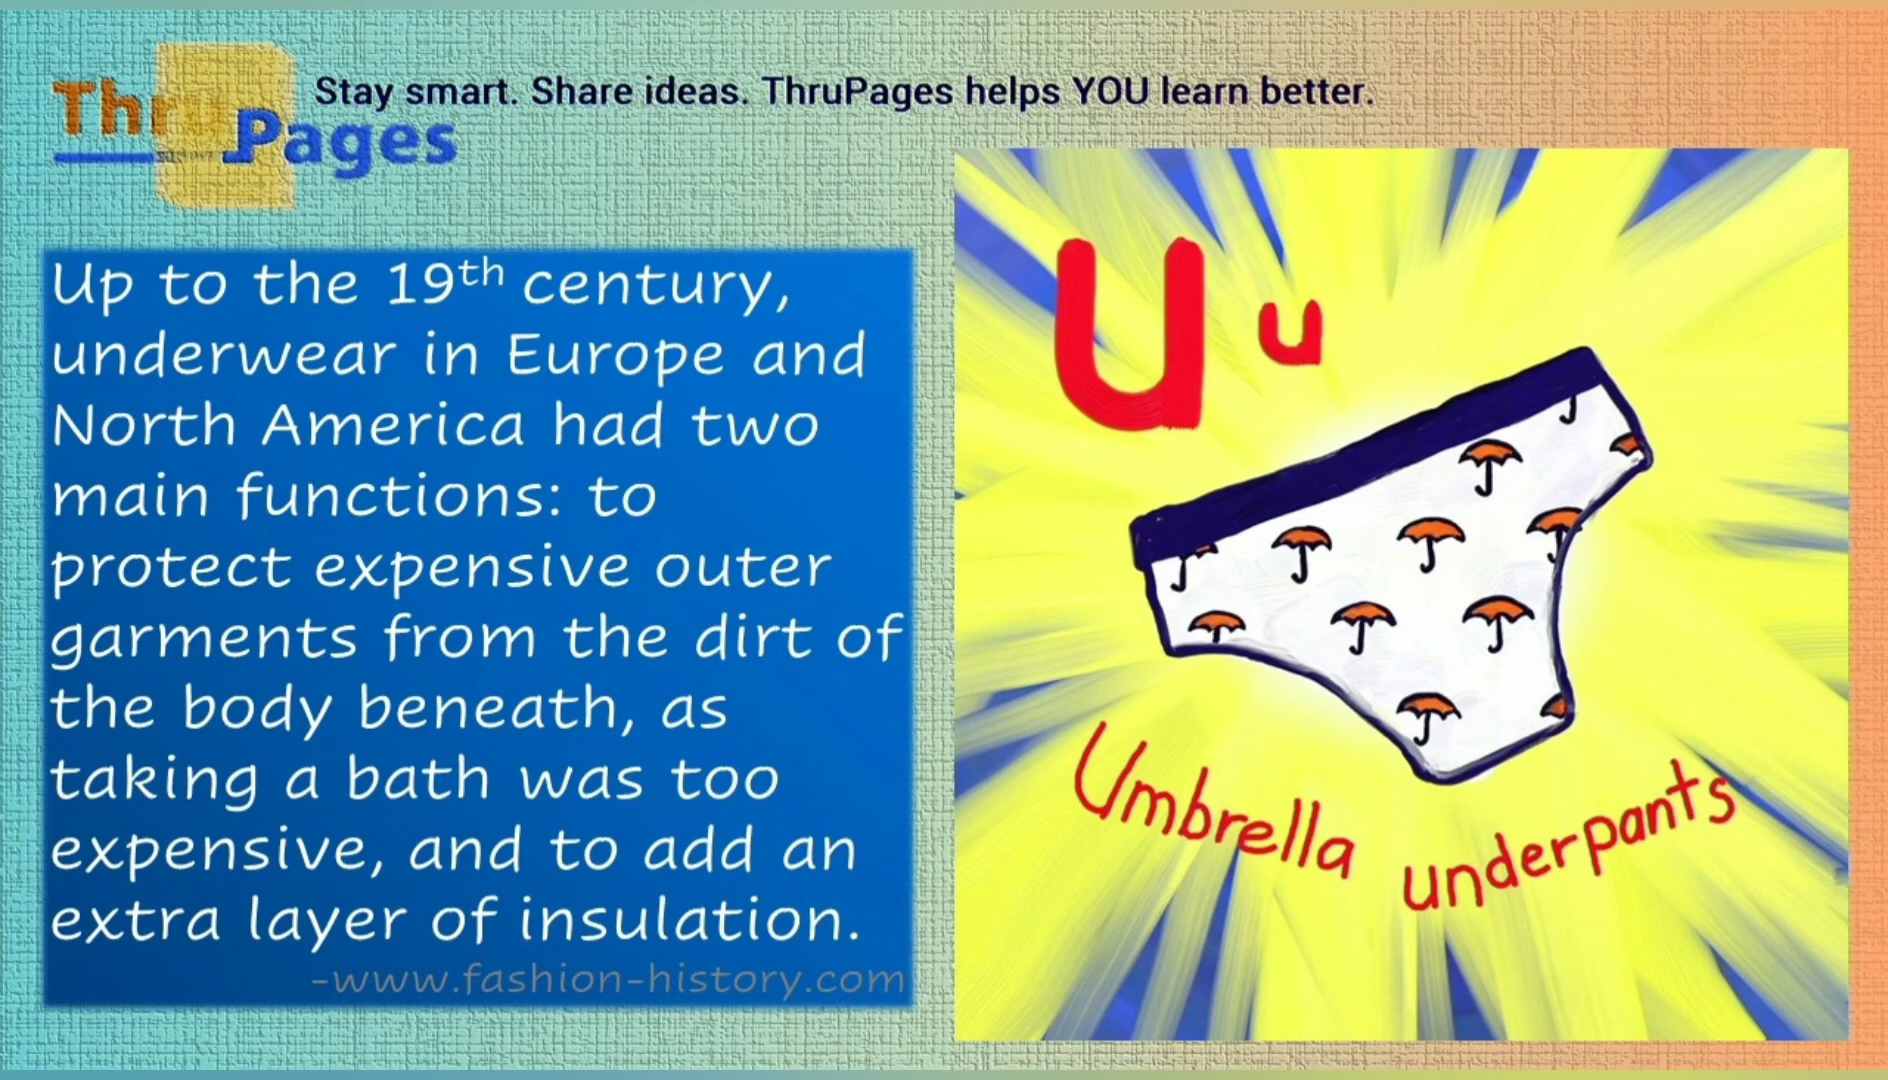 ThruPages
Stay smart. Share ideas. ThruPages helps YOU learn better.
Up to the 19th century,
underwear in Europe and
North America had two
main functions: to
protect expensive outer
garments from the dirt of
the body beneath, as
taking a bath was too
expensive, and to add an
extra layer of insulation.
-www.fashion-history.com
U u
Umbrella underpants